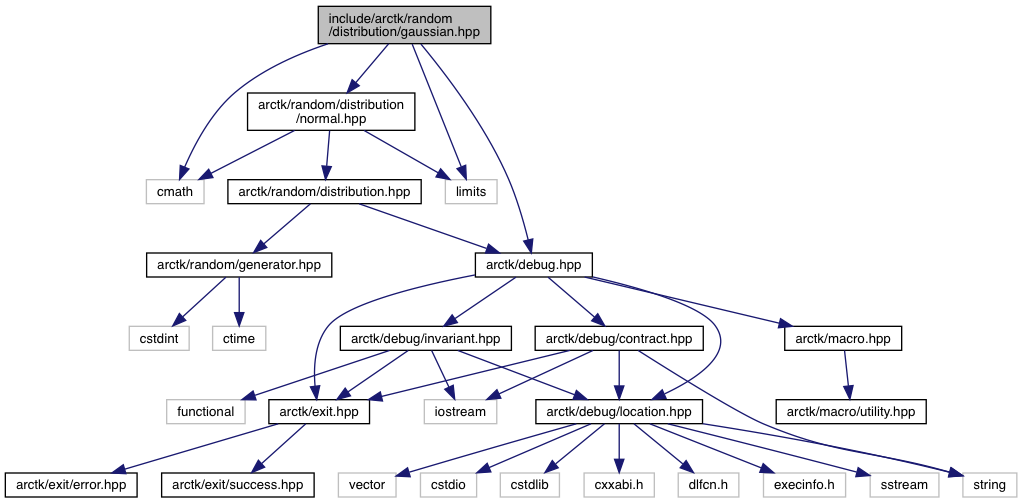 include/arctk/random
/distribution/gaussian.hpp
arctk/random/distribution
/normal.hpp
cmath
arctk/random/distribution.hpp
limits
arctk/random/generator.hpp
arctk/debug.hpp
cstdint
ctime
arctk/debug/invariant.hpp
arctk/debug/contract.hpp
arctk/macro.hpp
functional
arctk/exit.hpp
iostream
arctk/debug/location.hpp
arctk/macro/utility.hpp
arctk/exit/error.hpp
arctk/exit/success.hpp
vector
cstdio
cstdlib
cxxabi.h
dlfcn.h
execinfo.h
sstream
string